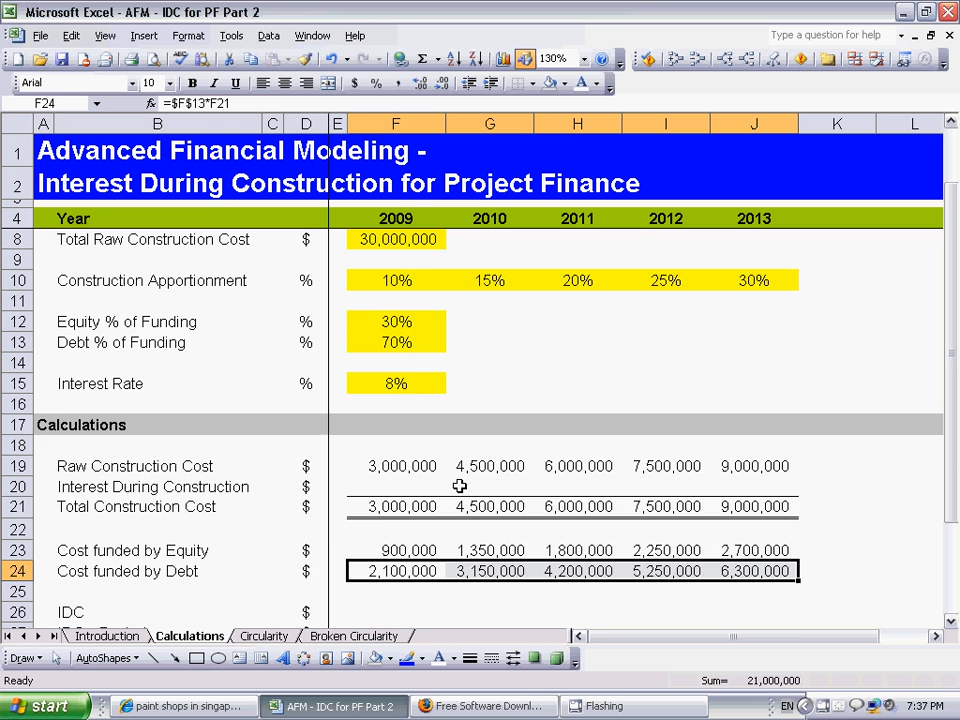 Microsoft Excel - AFM - IDC for PF Part 2
File Edit View Insert Format Tools Data Window Help Type a question for help
130%
Arial 10 B I U $ % ,
F24 fx =$F$13*F21
A B C D E F G H I J K L
1 Advanced Financial Modeling -
2 Interest During Construction for Project Finance
4 Year 2009 2010 2011 2012 2013
8 Total Raw Construction Cost $ 30,000,000
9
10 Construction Apportionment % 10% 15% 20% 25% 30%
11
12 Equity % of Funding % 30%
13 Debt % of Funding % 70%
14
15 Interest Rate % 8%
16
17 Calculations
18
19 Raw Construction Cost $ 3,000,000 4,500,000 6,000,000 7,500,000 9,000,000
20 Interest During Construction $
21 Total Construction Cost $ 3,000,000 4,500,000 6,000,000 7,500,000 9,000,000
22
23 Cost funded by Equity $ 900,000 1,350,000 1,800,000 2,250,000 2,700,000
24 Cost funded by Debt $ 2,100,000 3,150,000 4,200,000 5,250,000 6,300,000
25
26 IDC $
Introduction Calculations Circularity Broken Circularity
Draw AutoShapes
Ready Sum= 21,000,000
start paint shops in singap... AFM - IDC for PF Part 2 Free Software Downl... Flashing EN 7:37 PM